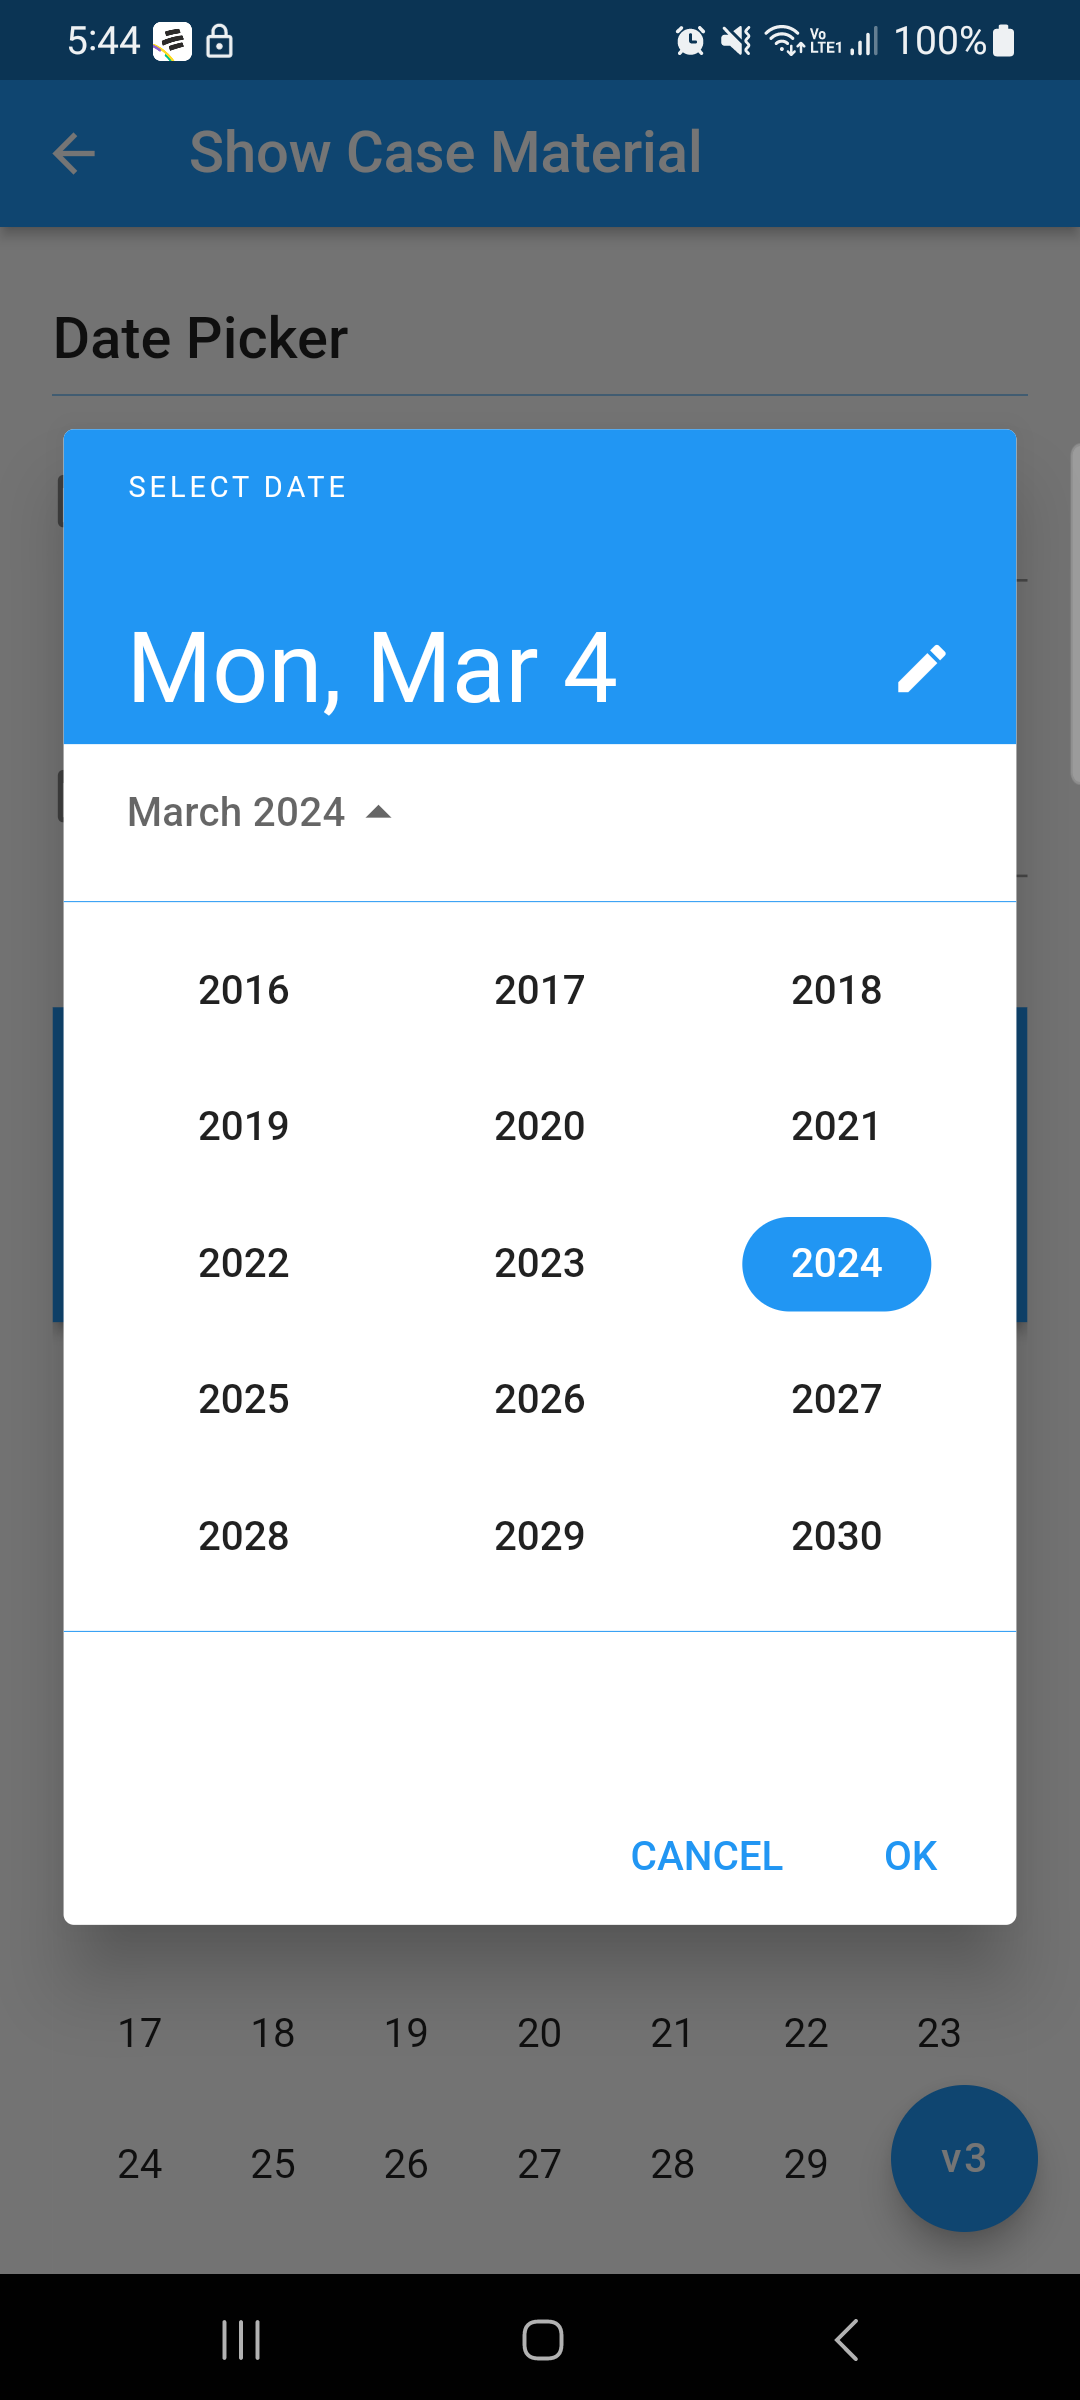 5:44 Vo LTE1 100%
Show Case Material
Date Picker
SELECT DATE
Mon, Mar 4
March 2024
2016 2017 2018
2019 2020 2021
2022 2023 2024
2025 2026 2027
2028 2029 2030
CANCEL OK
17 18 19 20 21 22 23
24 25 26 27 28 29
v3